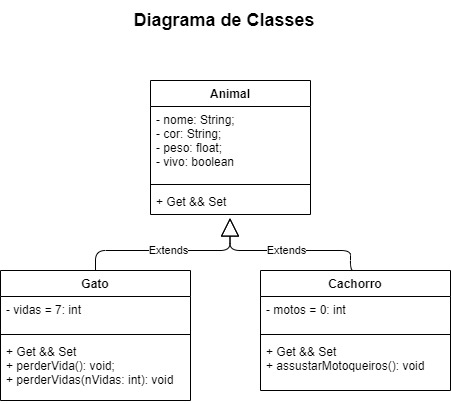 Diagrama de Classes
Animal
- nome: String;
- cor: String;
- peso: float;
- vivo: boolean
+ Get && Set
Extends
Extends
Gato
- vidas = 7: int
+ Get && Set
+ perderVida(): void;
+ perderVidas(nVidas: int): void
Cachorro
- motos = 0: int
+ Get && Set
+ assustarMotoqueiros(): void